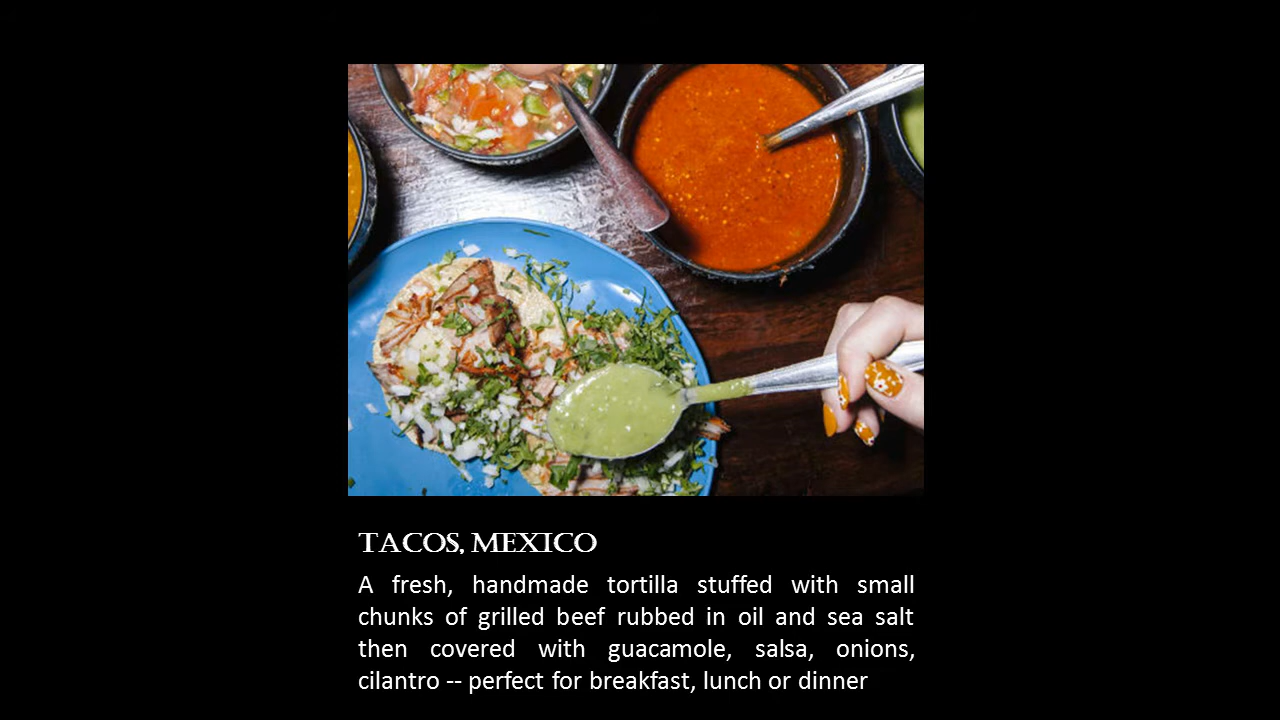 TACOS, MEXICO
A fresh, handmade tortilla stuffed with small
chunks of grilled beef rubbed in oil and sea salt
then covered with guacamole, salsa, onions,
cilantro -- perfect for breakfast, lunch or dinner